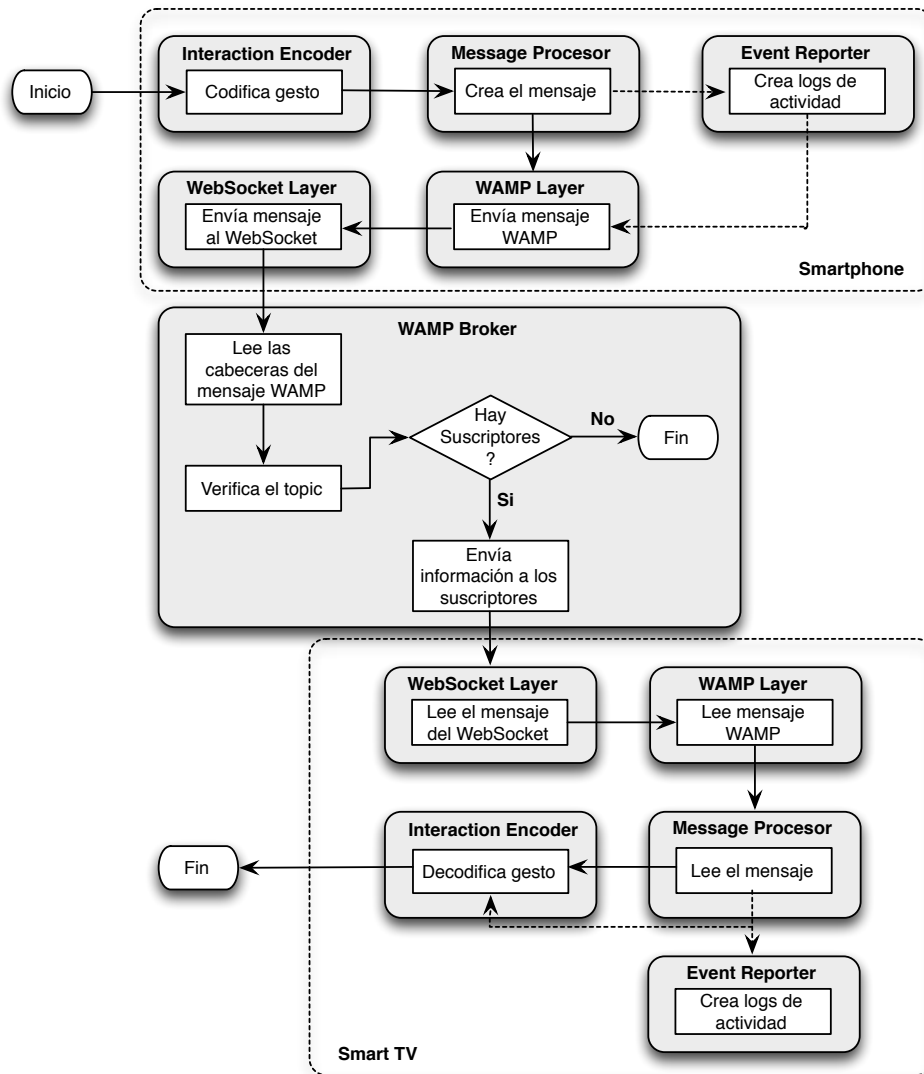 Interaction Encoder
Message Procesor
Event Reporter
Inicio
Codifica gesto
Crea el mensaje
Crea logs de
actividad
WebSocket Layer
WAMP Layer
Envía mensaje
al WebSocket
Envía mensaje
WAMP
Smartphone
WAMP Broker
Lee las
cabeceras del
mensaje WAMP
Hay
Suscriptores
?
No
Fin
Verifica el topic
Si
Envía
información a los
suscriptores
WebSocket Layer
WAMP Layer
Lee el mensaje
del WebSocket
Lee mensaje
WAMP
Interaction Encoder
Message Procesor
Fin
Decodifica gesto
Lee el mensaje
Event Reporter
Crea logs de
actividad
Smart TV